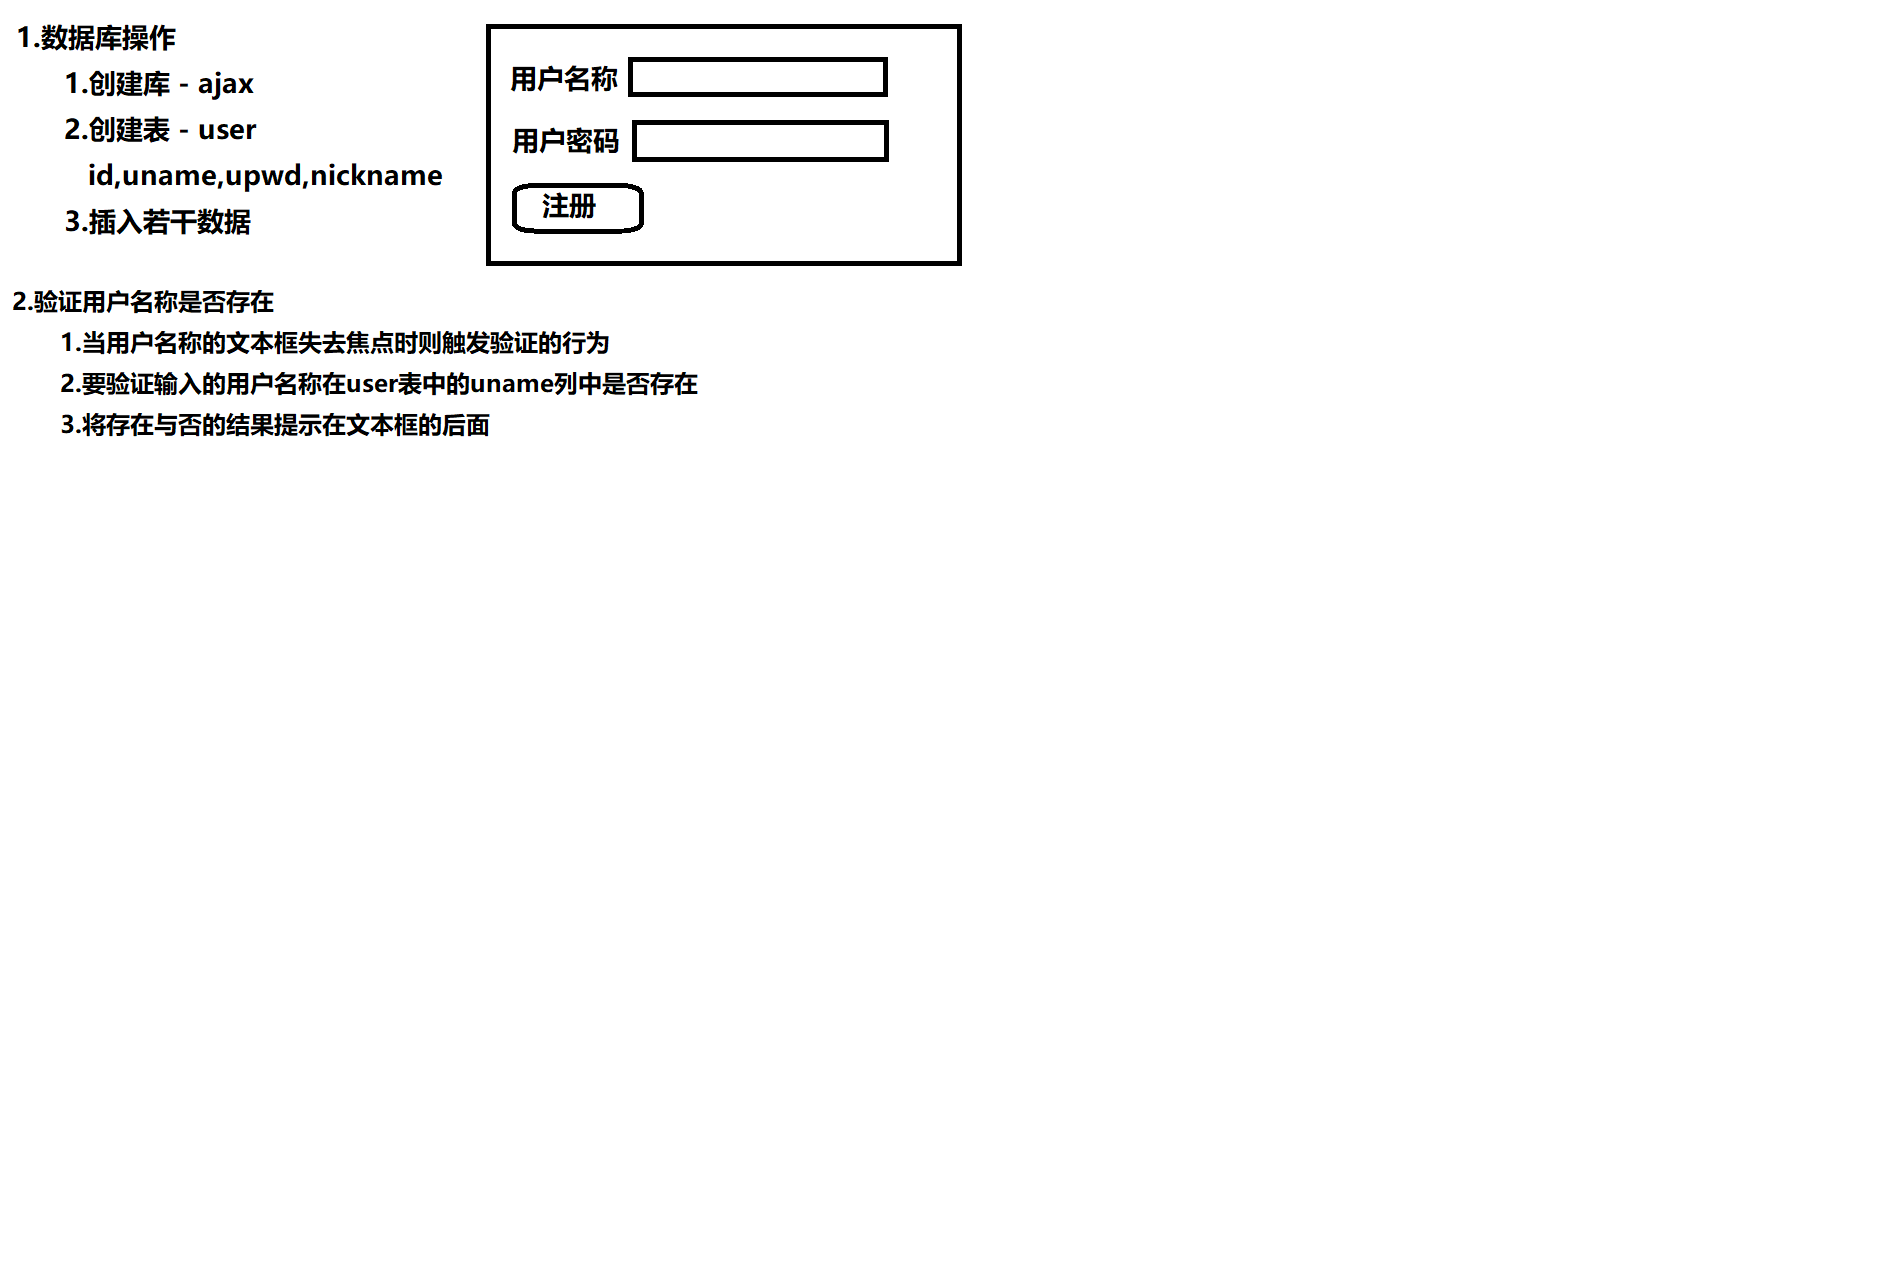 1.数据库操作
1.创建库 - ajax
2.创建表 - user
id,uname,upwd,nickname
3.插入若干数据
用户名称
用户密码
注册
2.验证用户名称是否存在
1.当用户名称的文本框失去焦点时则触发验证的行为
2.要验证输入的用户名称在user表中的uname列中是否存在
3.将存在与否的结果提示在文本框的后面